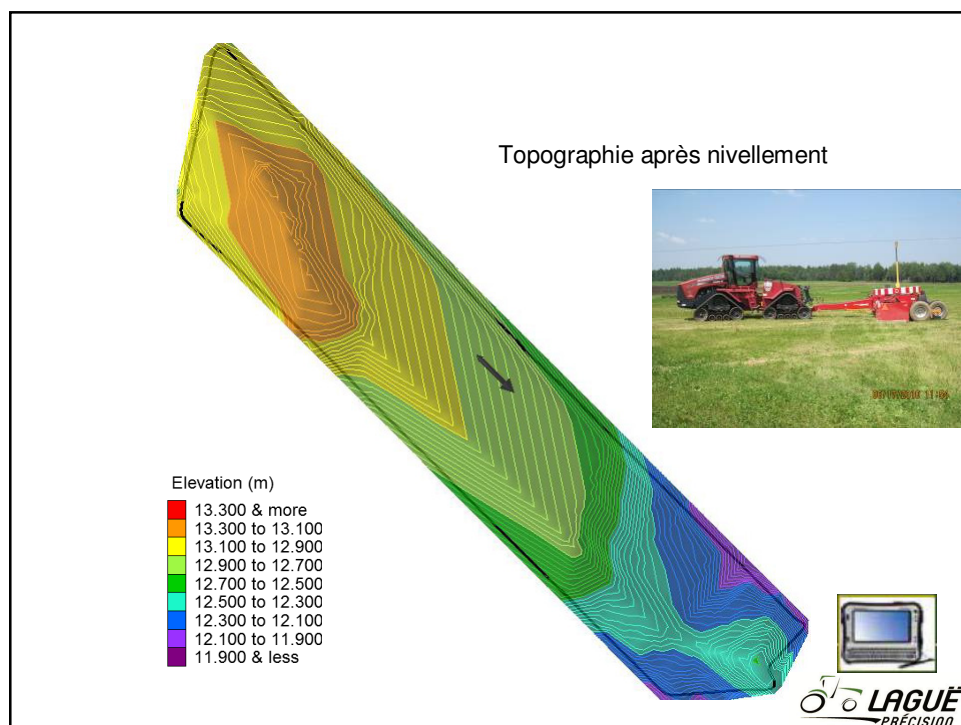 Topographie après nivellement
Elevation (m)
13.300 & more
13.300 to 13.100
13.100 to 12.900
12.900 to 12.700
12.700 to 12.500
12.500 to 12.300
12.300 to 12.100
12.100 to 11.900
11.900 & less
LAGUË
PRÉCISION